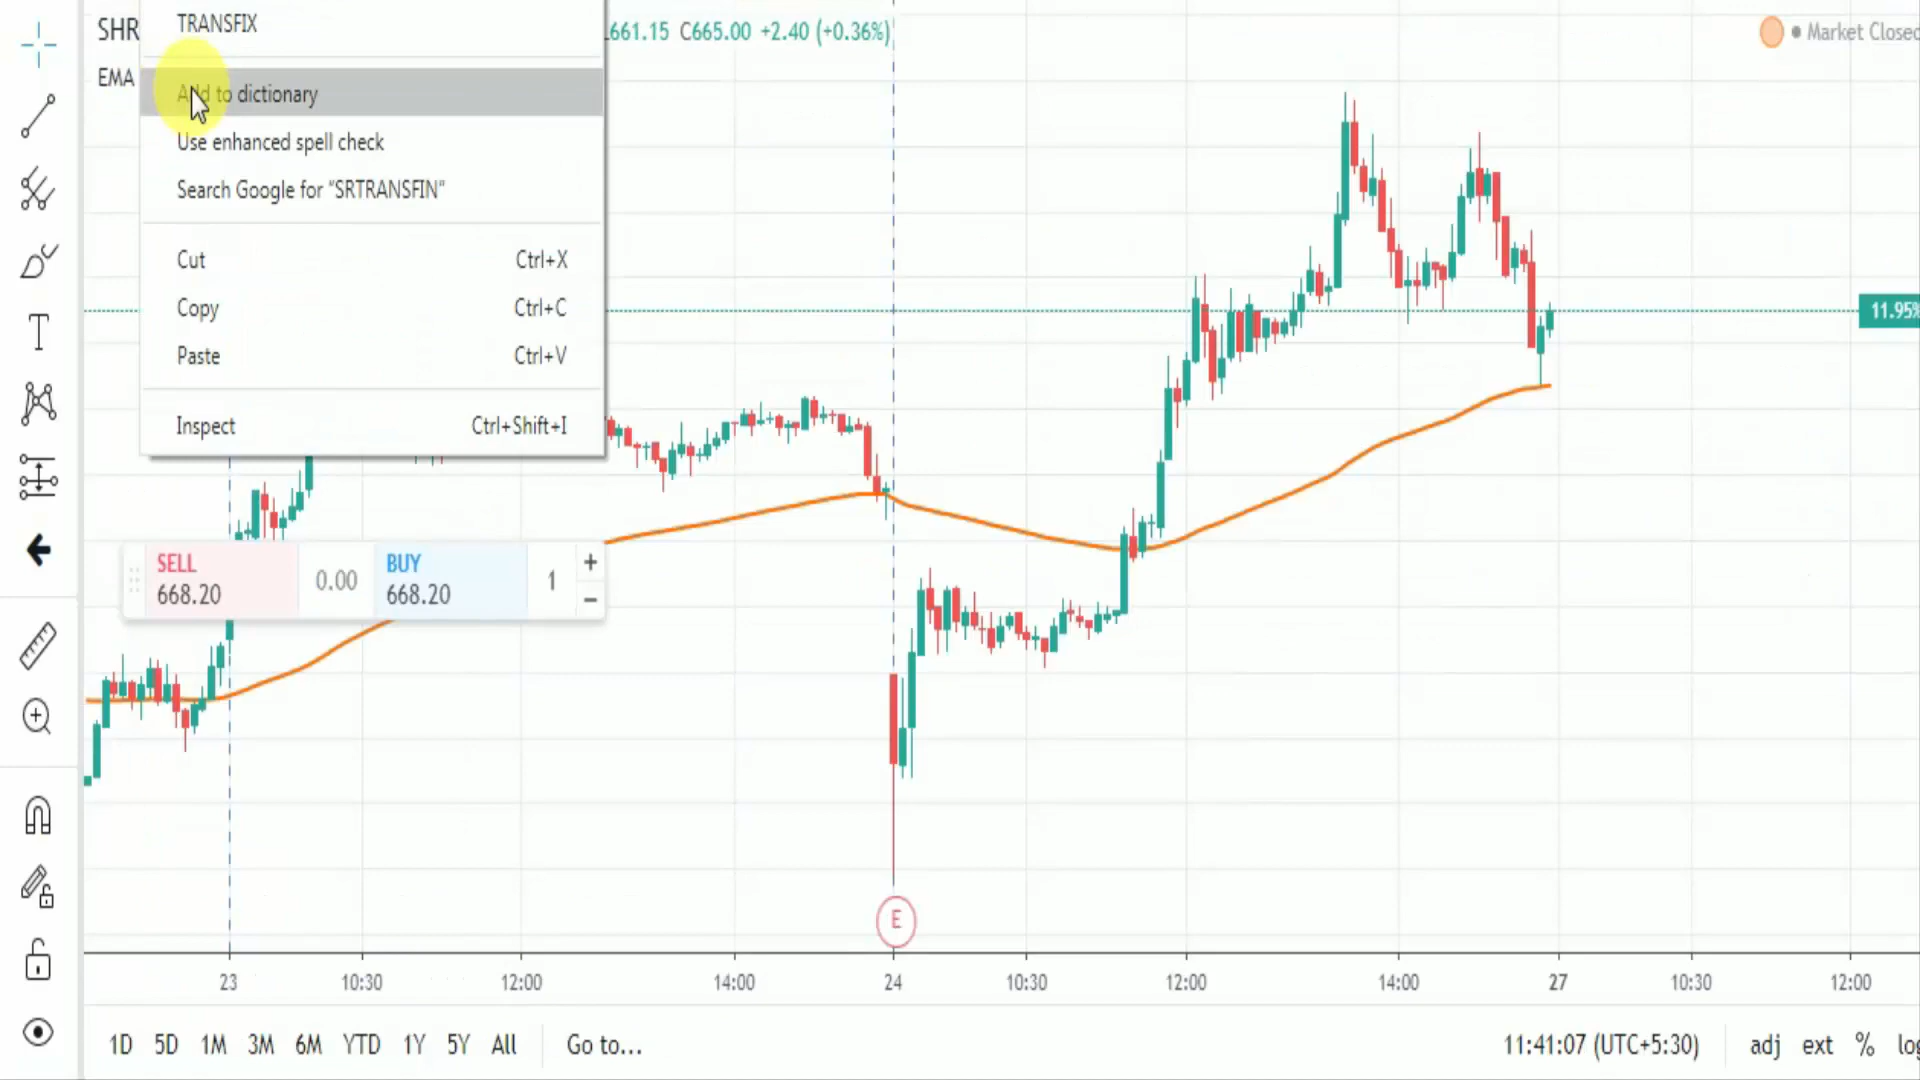 TRANSFIX
SHR
661.15 C665.00 +2.40 (+0.36%)
Market Closed
EMA
Add to dictionary
Use enhanced spell check
Search Google for “SRTRANSFIN”
Cut Ctrl+X
Copy Ctrl+C
Paste Ctrl+V
Inspect Ctrl+Shift+I
11.95%
SELL
668.20
0.00
BUY
668.20
1
+
−
E
23 10:30 12:00 14:00 24 10:30 12:00 14:00 27 10:30 12:00
1D 5D 1M 3M 6M YTD 1Y 5Y All Go to... 11:41:07 (UTC+5:30) adj ext % log